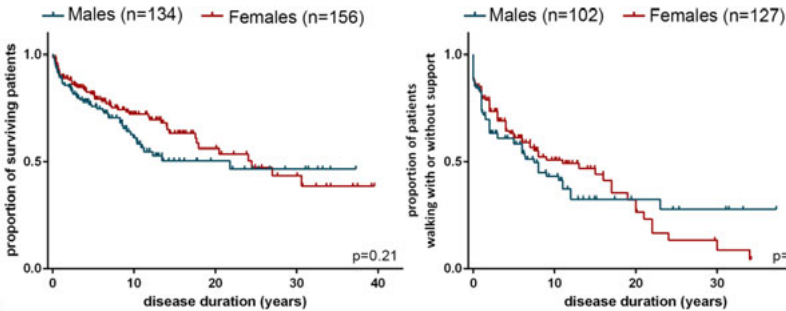 Males (n=134) Females (n=156)
proportion of surviving patients
1.0
0.5
0.0
p=0.21
0 10 20 30 40
disease duration (years)
Males (n=102) Females (n=127)
proportion of patients
walking with or without support
1.0
0.5
0.0
p=
0 10 20 30
disease duration (years)